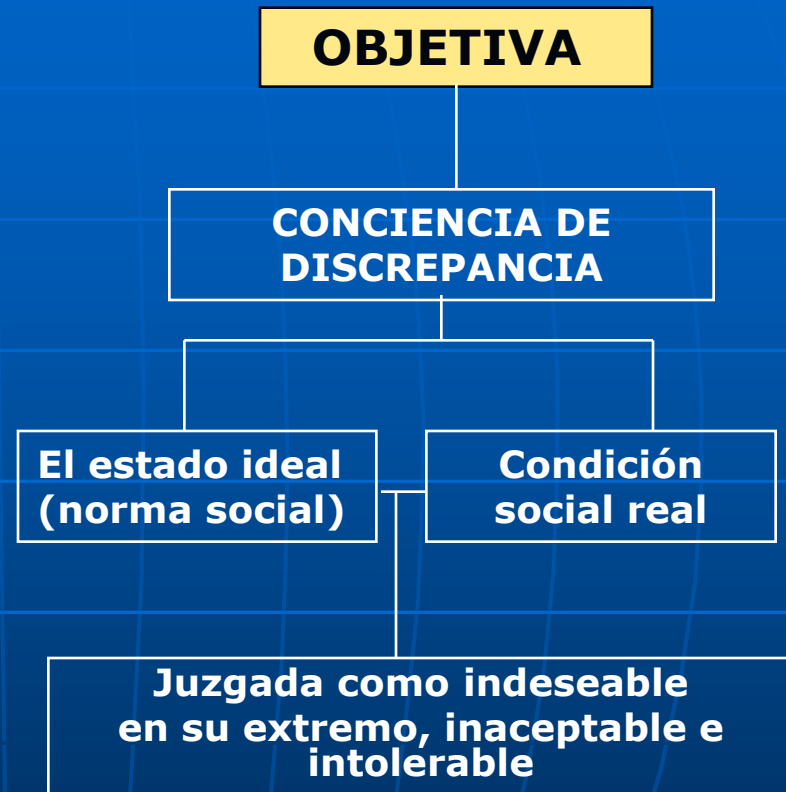 OBJETIVA
CONCIENCIA DE
DISCREPANCIA
El estado ideal
(norma social)
Condición
social real
Juzgada como indeseable
en su extremo, inaceptable e
intolerable